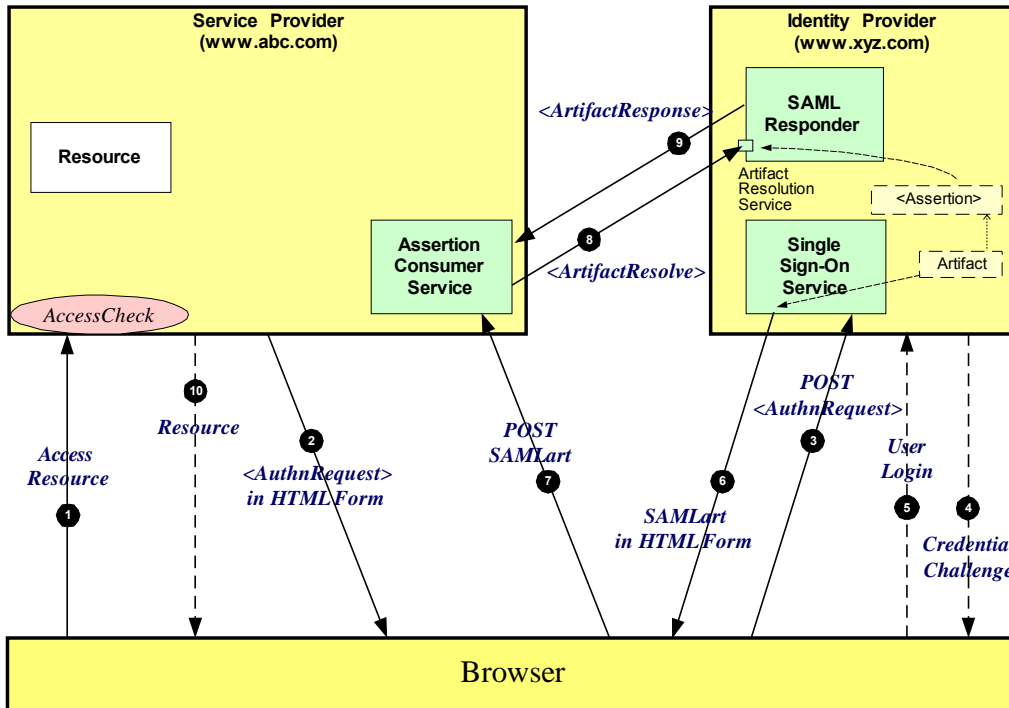 Service Provider
(www.abc.com)
Identity Provider
(www.xyz.com)
<ArtifactResponse>
SAML
Responder
Resource
9
Artifact
Resolution
Service
<Assertion>
Assertion
Consumer
Service
8
<ArtifactResolve>
Single
Sign-On
Service
Artifact
AccessCheck
10
Resource
POST
<AuthnRequest>
Access
Resource
2
<AuthnRequest>
in HTML Form
POST
SAMLart
3
User
Login
7
6
1
SAMLart
in HTML Form
5
4
Credential
Challenge
Browser